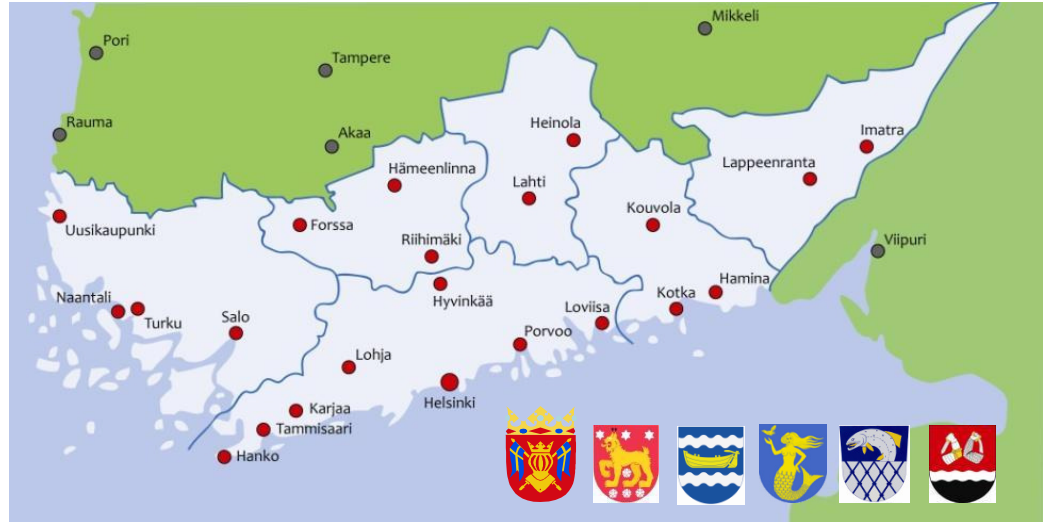 Mikkeli
Pori
Tampere
Rauma
Akaa
Heinola
Imatra
Hämeenlinna
Lappeenranta
Lahti
Kouvola
Forssa
Uusikaupunki
Riihimäki
Viipuri
Hamina
Naantali
Hyvinkää
Kotka
Loviisa
Turku
Salo
Porvoo
Lohja
Helsinki
Karjaa
Tammisaari
Hanko